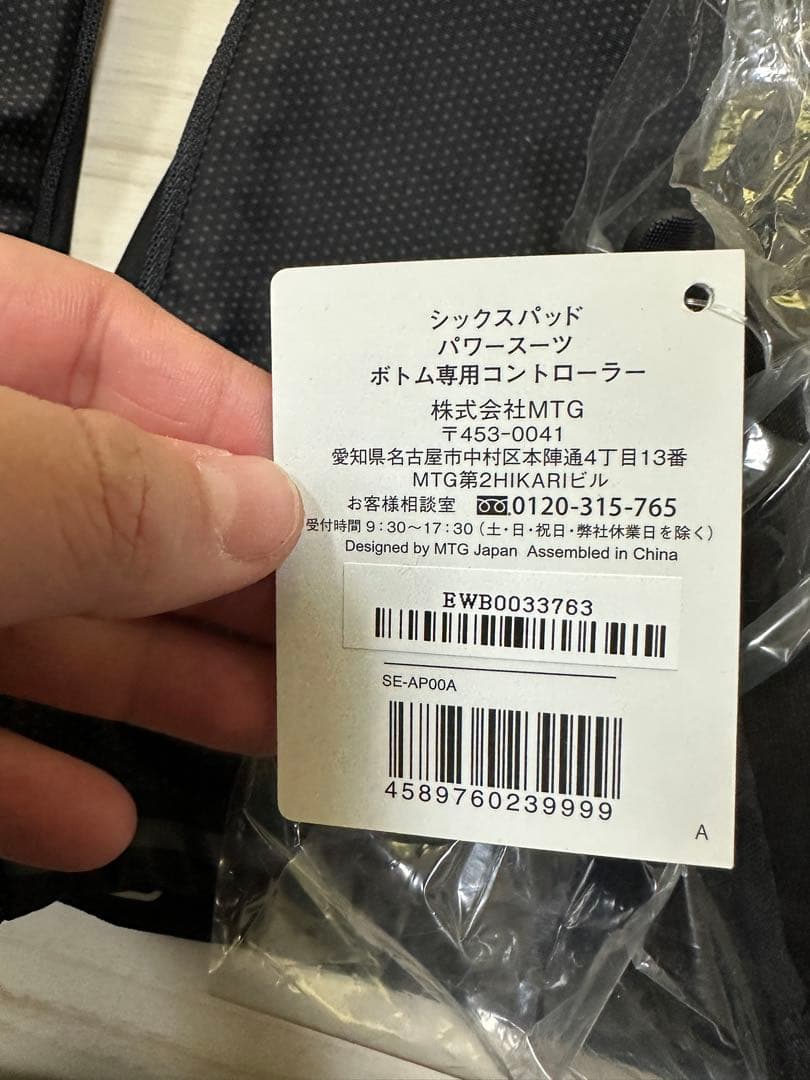 シックスパッド
パワースーツ
ボトム専用コントローラー
株式会社MTG
〒453-0041
愛知県名古屋市中村区本陣通4丁目13番
MTG第2HIKARIビル
お客様相談室 0120-315-765
受付時間 9:30~17:30(土・日・祝日・弊社休業日を除く)
Designed by MTG Japan Assembled in China
EWB0033763
SE-AP00A
4589760239999
A